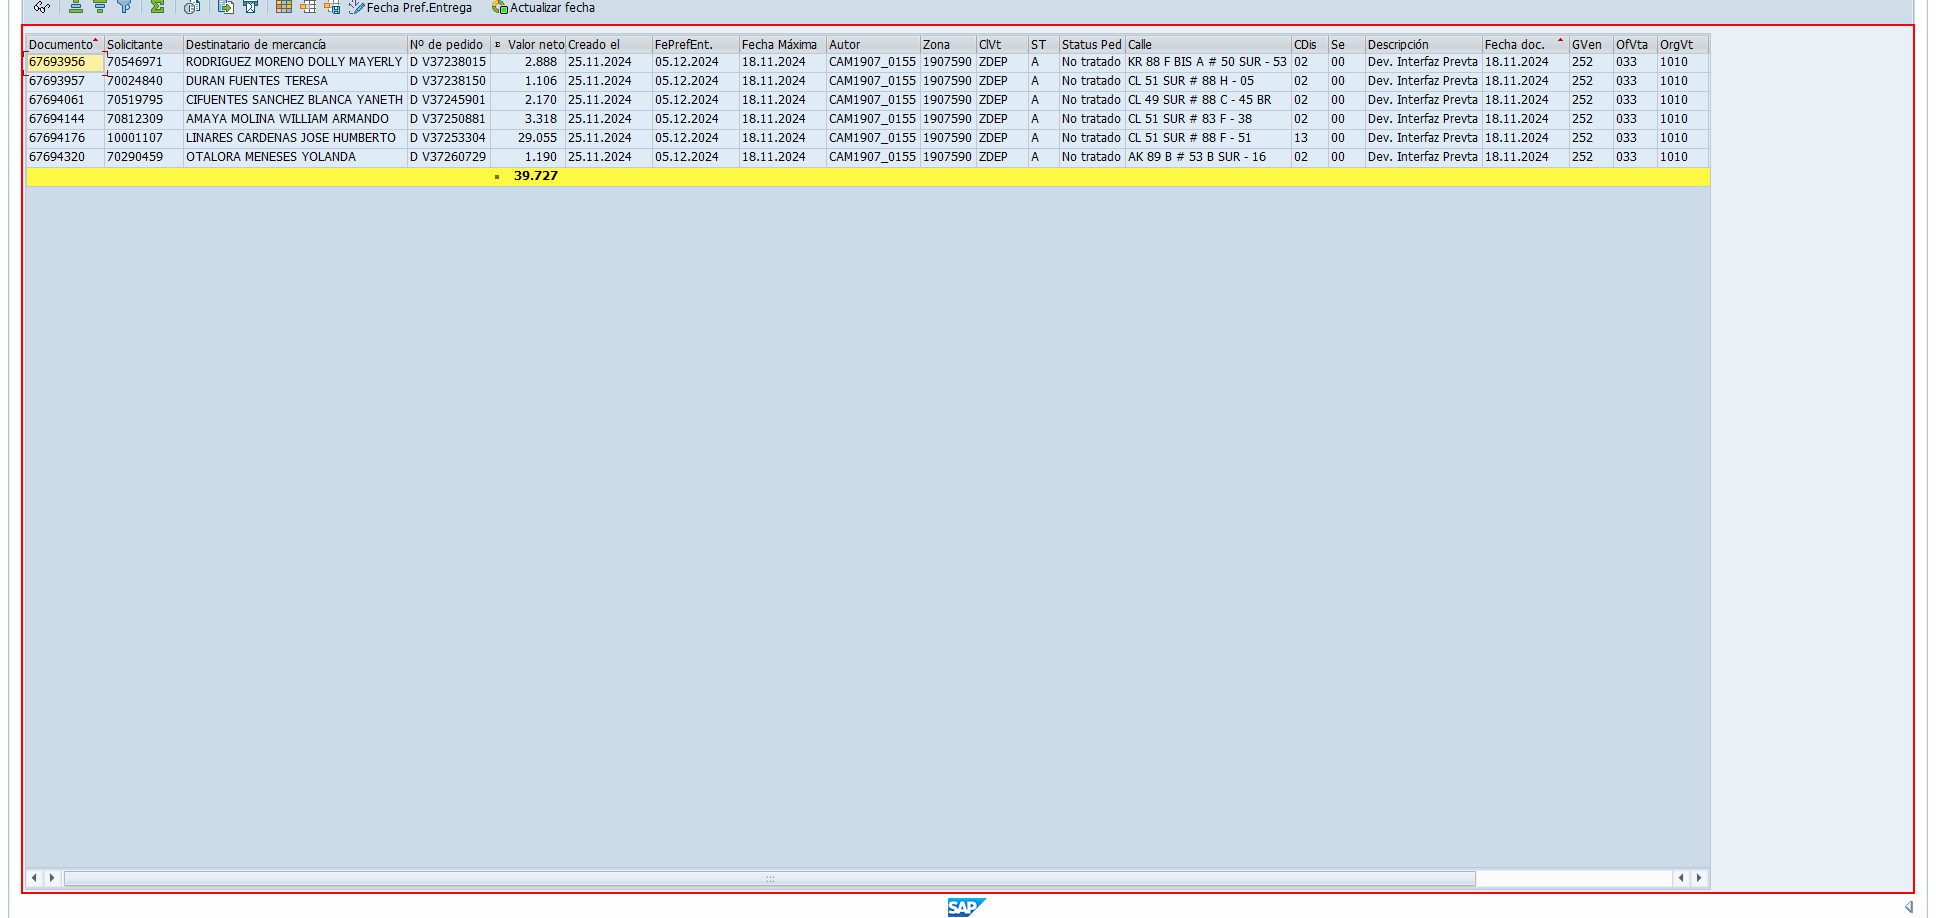 Fecha Pref.Entrega Actualizar fecha
Documento Solicitante Destinatario de mercancía Nº de pedido Σ Valor neto Creado el FePrefEnt. Fecha Máxima Autor Zona ClVt ST Status Ped Calle CDis Se Descripción Fecha doc. GVen OfVta OrgVt
67693956 70546971 RODRIGUEZ MORENO DOLLY MAYERLY D V37238015 2.888 25.11.2024 05.12.2024 18.11.2024 CAM1907_0155 1907590 ZDEP A No tratado KR 88 F BIS A # 50 SUR - 53 02 00 Dev. Interfaz Prevta 18.11.2024 252 033 1010
67693957 70024840 DURAN FUENTES TERESA D V37238150 1.106 25.11.2024 05.12.2024 18.11.2024 CAM1907_0155 1907590 ZDEP A No tratado CL 51 SUR # 88 H - 05 02 00 Dev. Interfaz Prevta 18.11.2024 252 033 1010
67694061 70519795 CIFUENTES SANCHEZ BLANCA YANETH D V37245901 2.170 25.11.2024 05.12.2024 18.11.2024 CAM1907_0155 1907590 ZDEP A No tratado CL 49 SUR # 88 C - 45 BR 02 00 Dev. Interfaz Prevta 18.11.2024 252 033 1010
67694144 70812309 AMAYA MOLINA WILLIAM ARMANDO D V37250881 3.318 25.11.2024 05.12.2024 18.11.2024 CAM1907_0155 1907590 ZDEP A No tratado CL 51 SUR # 83 F - 38 02 00 Dev. Interfaz Prevta 18.11.2024 252 033 1010
67694176 10001107 LINARES CARDENAS JOSE HUMBERTO D V37253304 29.055 25.11.2024 05.12.2024 18.11.2024 CAM1907_0155 1907590 ZDEP A No tratado CL 51 SUR # 88 F - 51 13 00 Dev. Interfaz Prevta 18.11.2024 252 033 1010
67694320 70290459 OTALORA MENESES YOLANDA D V37260729 1.190 25.11.2024 05.12.2024 18.11.2024 CAM1907_0155 1907590 ZDEP A No tratado AK 89 B # 53 B SUR - 16 02 00 Dev. Interfaz Prevta 18.11.2024 252 033 1010
39.727
SAP